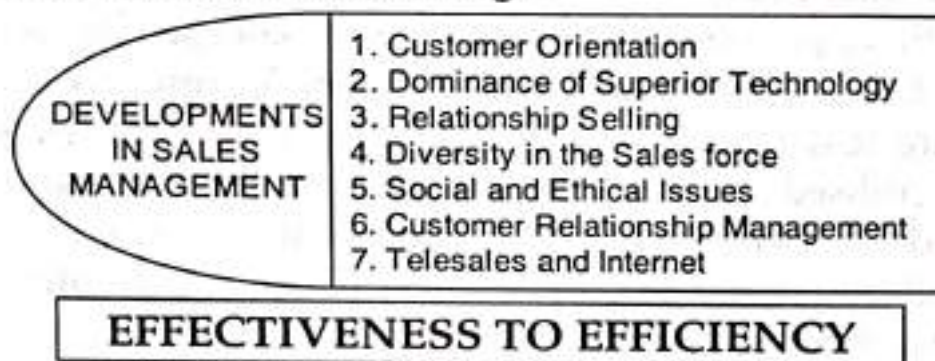 DEVELOPMENTS
IN SALES
MANAGEMENT
1. Customer Orientation
2. Dominance of Superior Technology
3. Relationship Selling
4. Diversity in the Sales force
5. Social and Ethical Issues
6. Customer Relationship Management
7. Telesales and Internet
EFFECTIVENESS TO EFFICIENCY